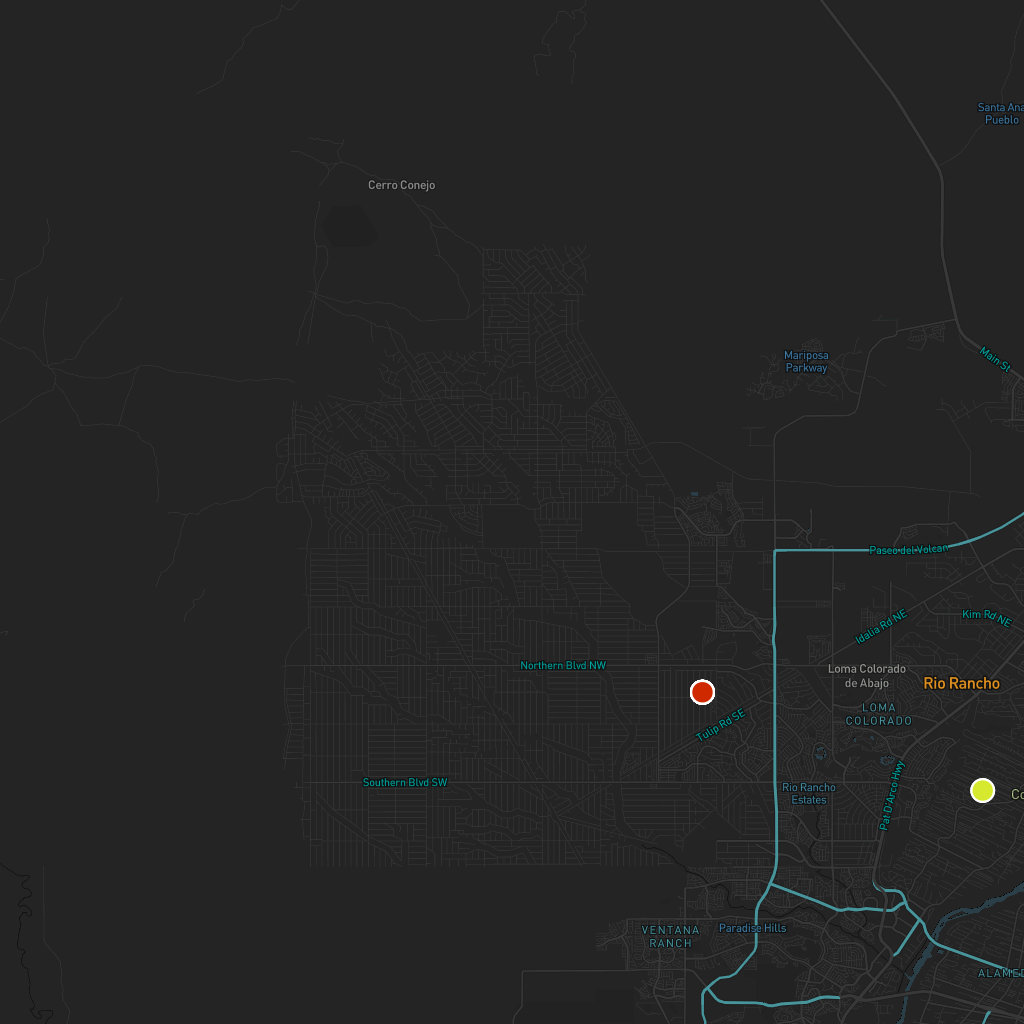 Santa Ana
Pueblo
Cerro Conejo
Main St
Mariposa
Parkway
Paseo del Volcan
Idalia Rd NE
Kim Rd NE
Northern Blvd NW
Loma Colorado
de Abajo
Rio Rancho
LOMA
COLORADO
Tulip Rd SE
Southern Blvd SW
Rio Rancho
Estates
Pat D'Arco Hwy
Co
VENTANA
RANCH
Paradise Hills
ALAMED